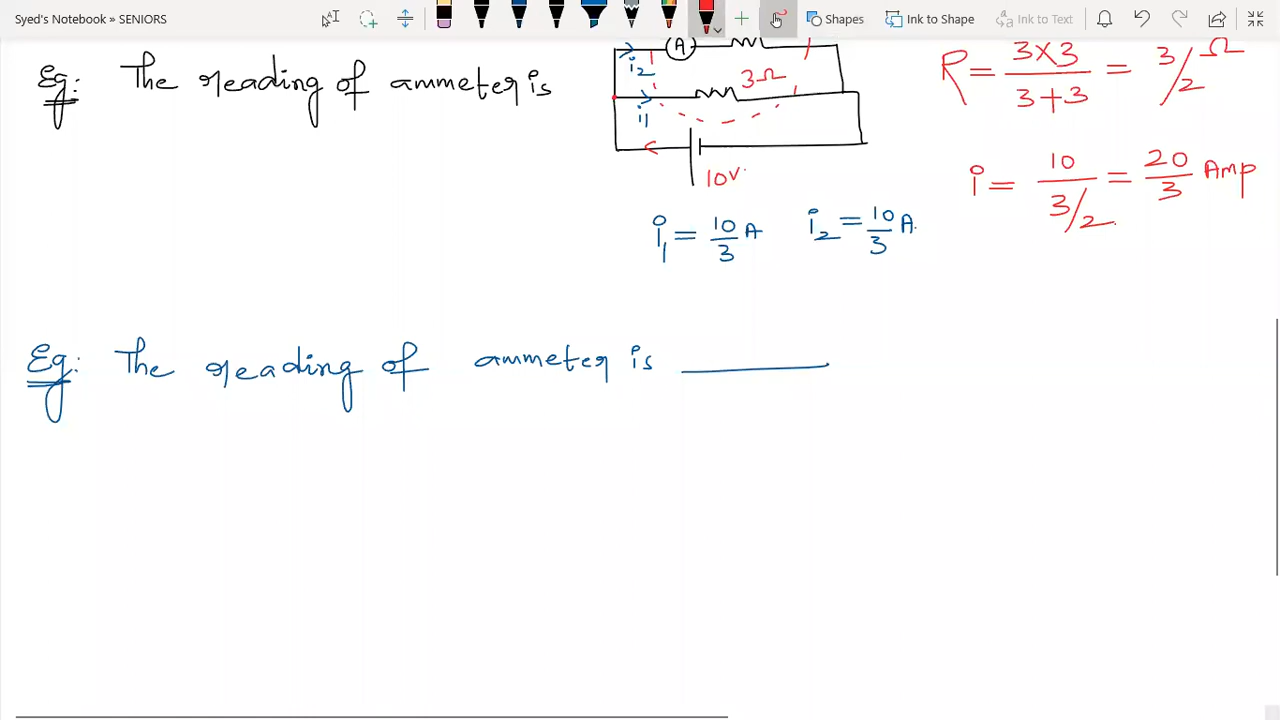 Syed's Notebook » SENIORS
Shapes
Ink to Shape
Ink to Text
Eg: The reading of ammeter is
A
i2
3Ω
i1
10V
R = 3×3/3+3 = 3/2 Ω
i = 10/3/2 = 20/3 Amp
i1 = 10/3 A i2 = 10/3 A.
Eg: The reading of ammeter is ______